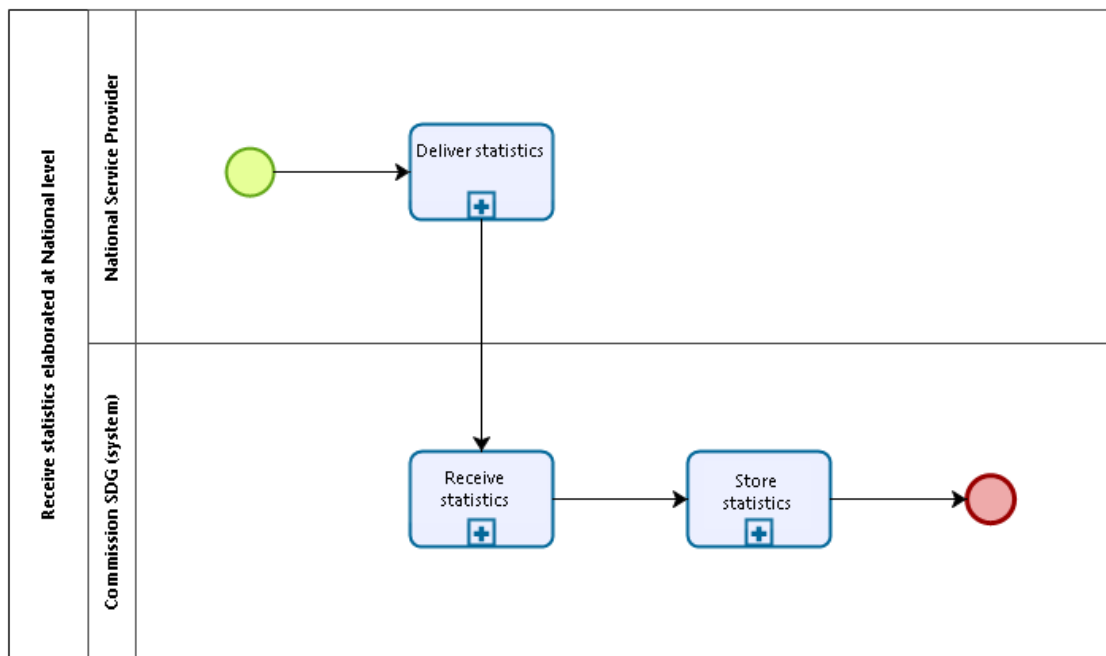 Receive statistics elaborated at National level
National Service Provider
Deliver statistics
Commission SDG (system)
Receive
statistics
Store
statistics